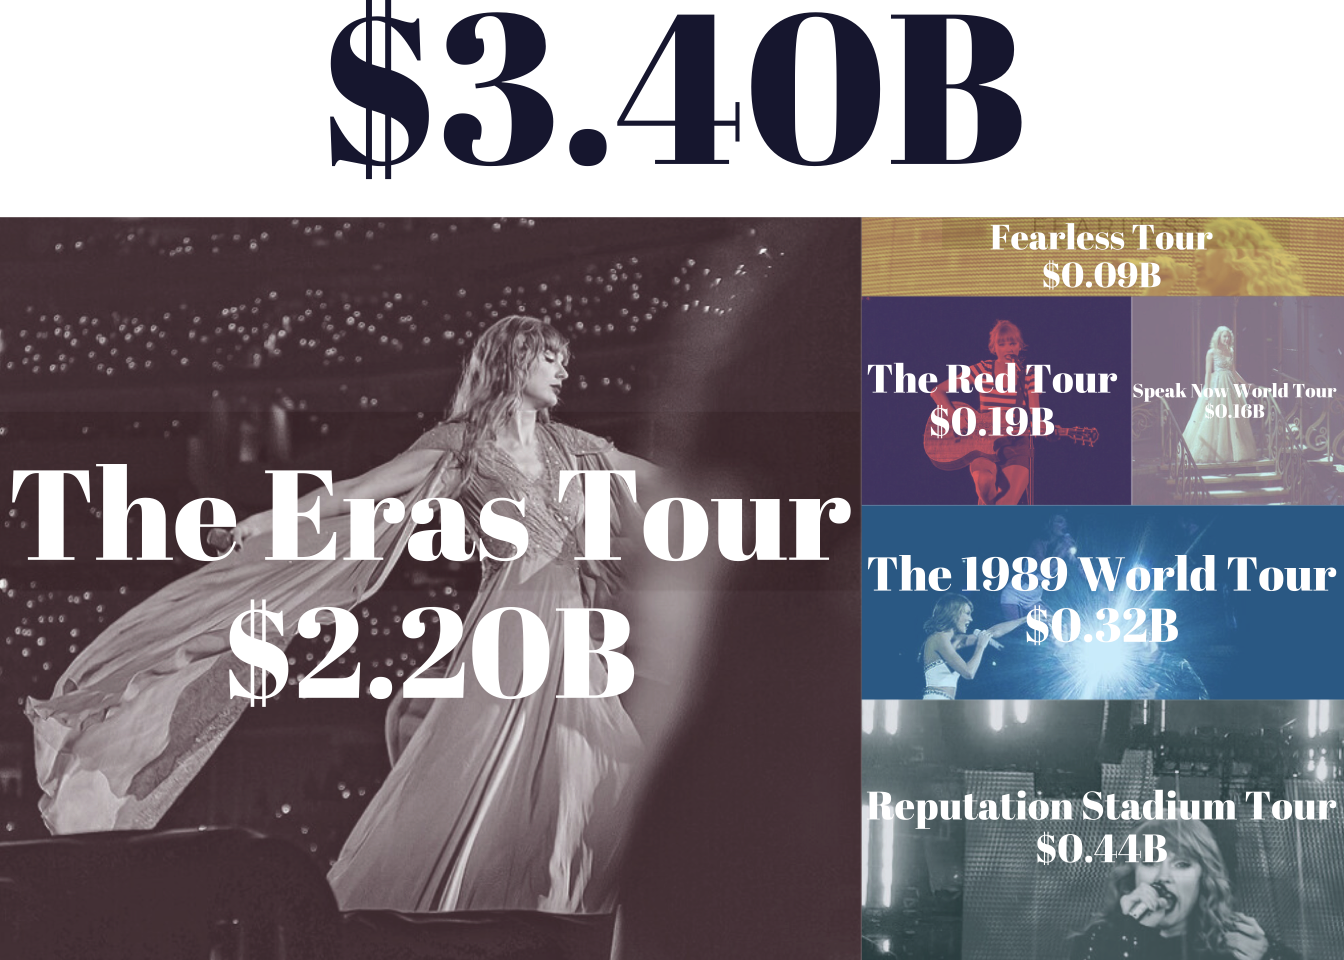 $3.40B
The Eras Tour
$2.20B
FEARLESS
Fearless Tour
$0.09B
The Red Tour
$0.19B
Speak Now World Tour
$0.16B
The 1989 World Tour
$0.32B
Reputation Stadium Tour
$0.44B